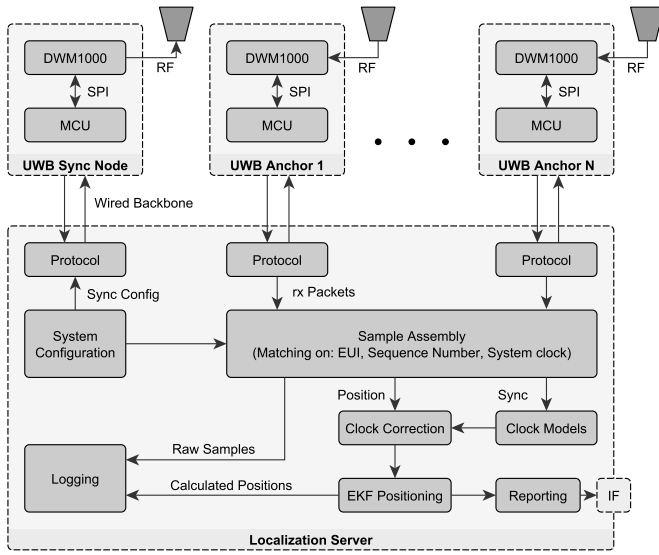 DWM1000
RF
SPI
MCU
UWB Sync Node
DWM1000
RF
SPI
MCU
UWB Anchor 1
DWM1000
RF
SPI
MCU
UWB Anchor N
Wired Backbone
Protocol
Protocol
Protocol
Sync Config
rx Packets
System
Configuration
Sample Assembly
(Matching on: EUI, Sequence Number, System clock)
Position
Sync
Clock Correction
Clock Models
Raw Samples
Logging
Calculated Positions
EKF Positioning
Reporting
IF
Localization Server